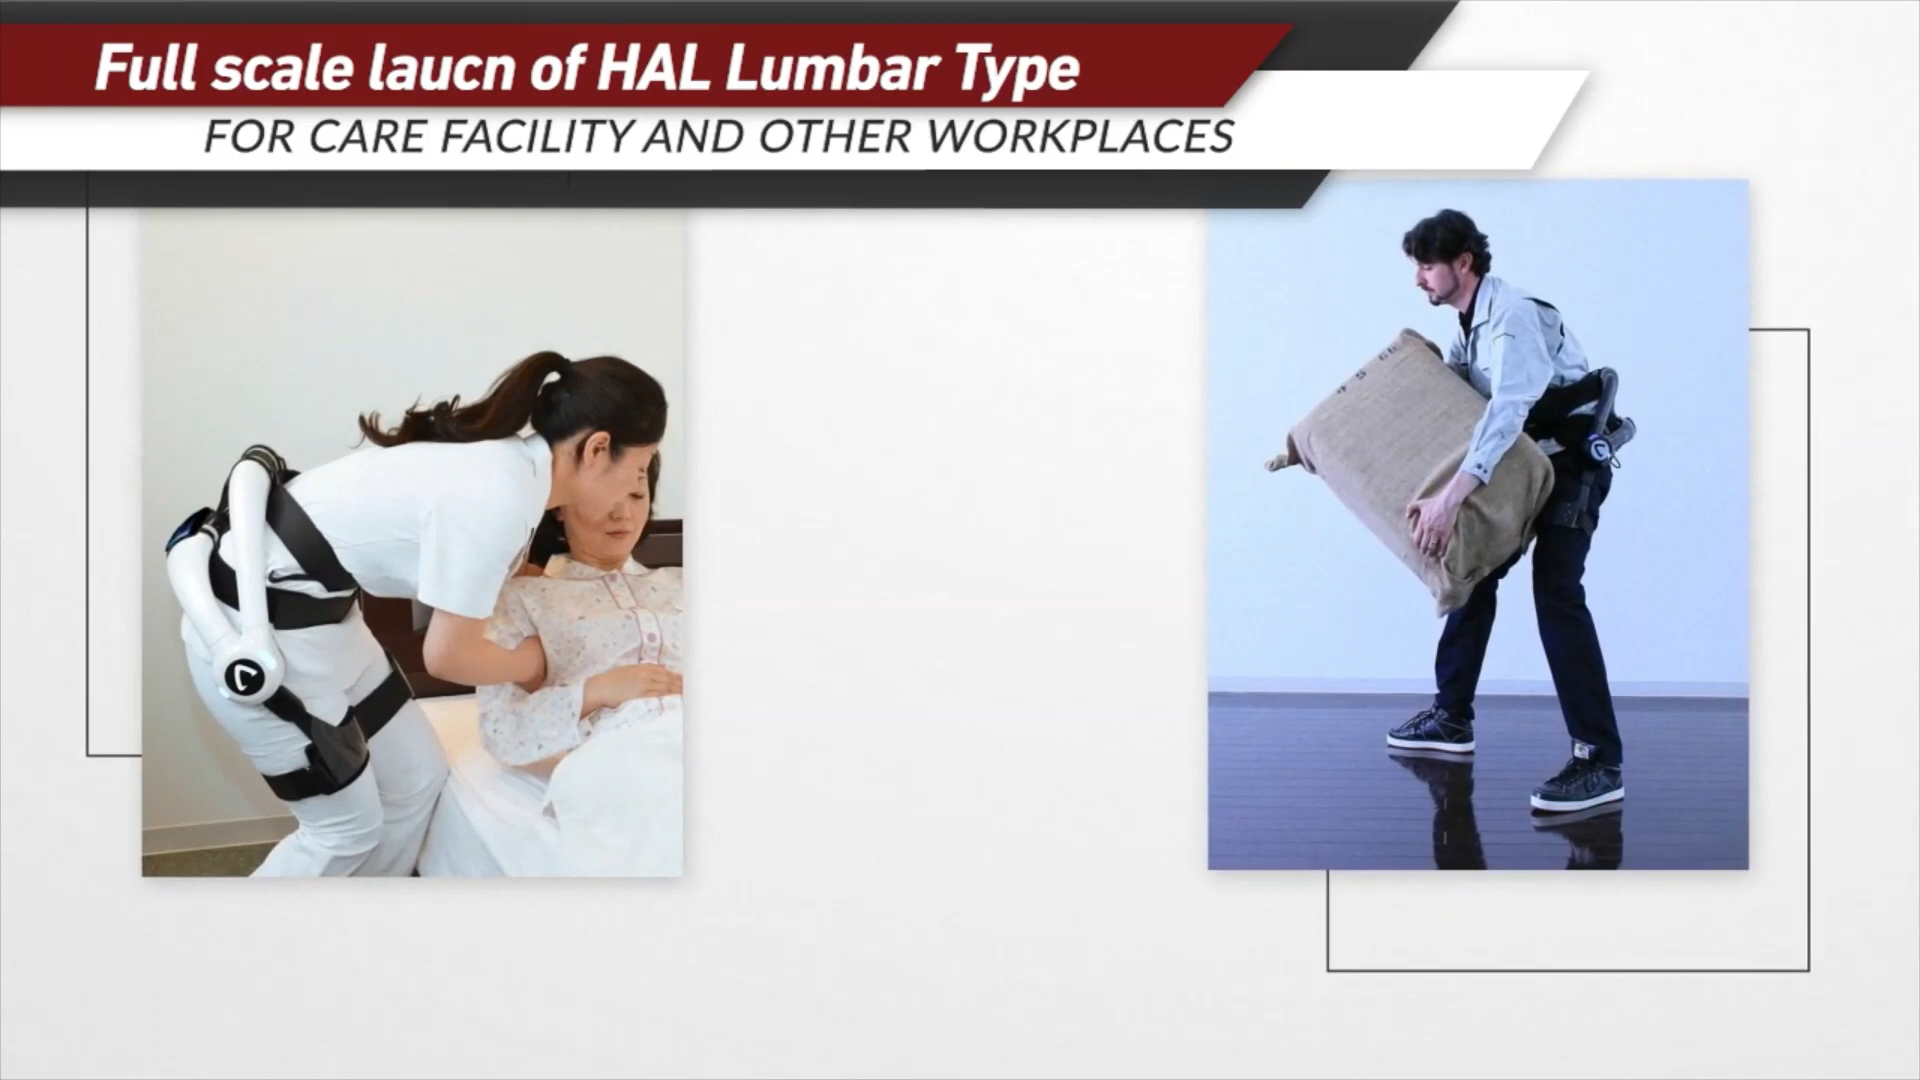 Full scale laucn of HAL Lumbar Type
FOR CARE FACILITY AND OTHER WORKPLACES